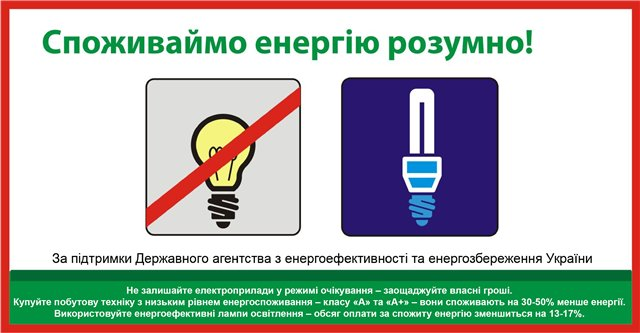 Споживаймо енергію розумно!
За підтримки Державного агентства з енергоефективності та енергозбереження України
Не залишайте електроприлади у режимі очікування – заощаджуйте власні гроші.
Купуйте побутову техніку з низьким рівнем енергоспоживання – класу «А» та «А+» – вони споживають на 30-50% менше енергії.
Використовуйте енергоефективні лампи освітлення – обсяг оплати за спожиту енергію зменшиться на 13-17%.